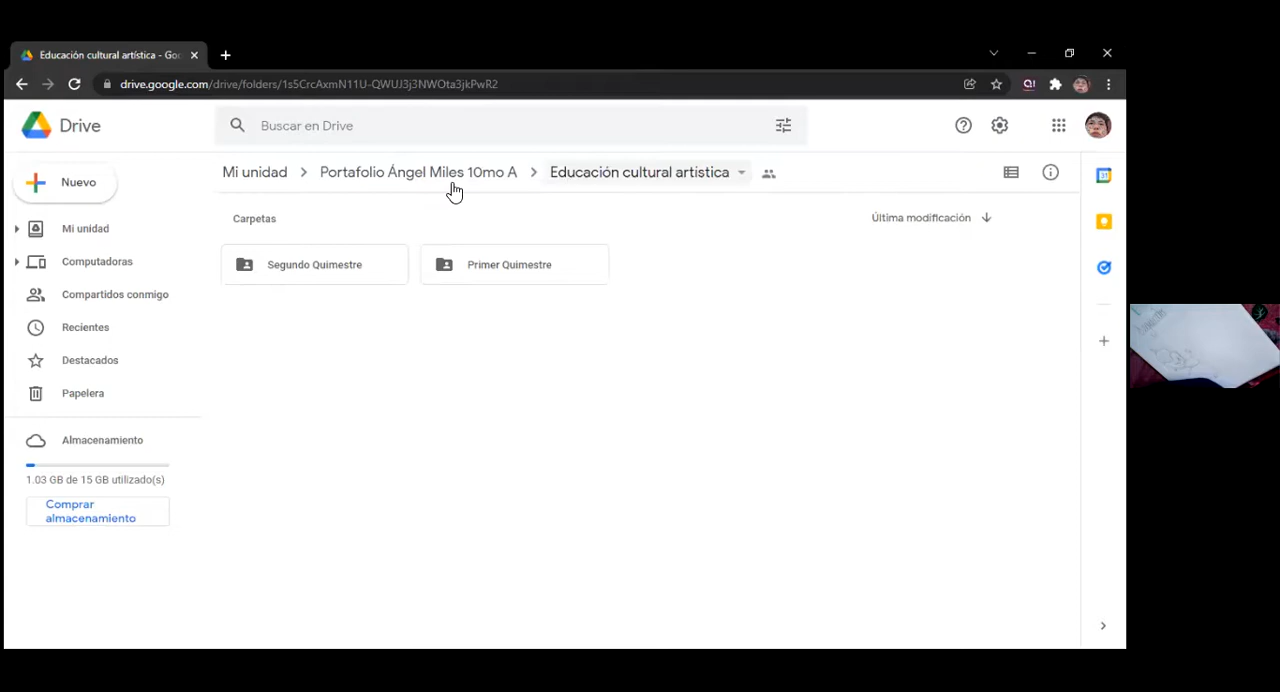 Educación cultural artística - Goo
drive.google.com/drive/folders/1s5CrcAxmN11U-QWUJ3j3NWOta3jkPwR2
Drive
Buscar en Drive
Nuevo
Mi unidad
Computadoras
Compartidos conmigo
Recientes
Destacados
Papelera
Almacenamiento
1.03 GB de 15 GB utilizado(s)
Comprar
almacenamiento
Mi unidad > Portafolio Ángel Miles 10mo A > Educación cultural artística
Carpetas
Última modificación
Segundo Quimestre
Primer Quimestre
31